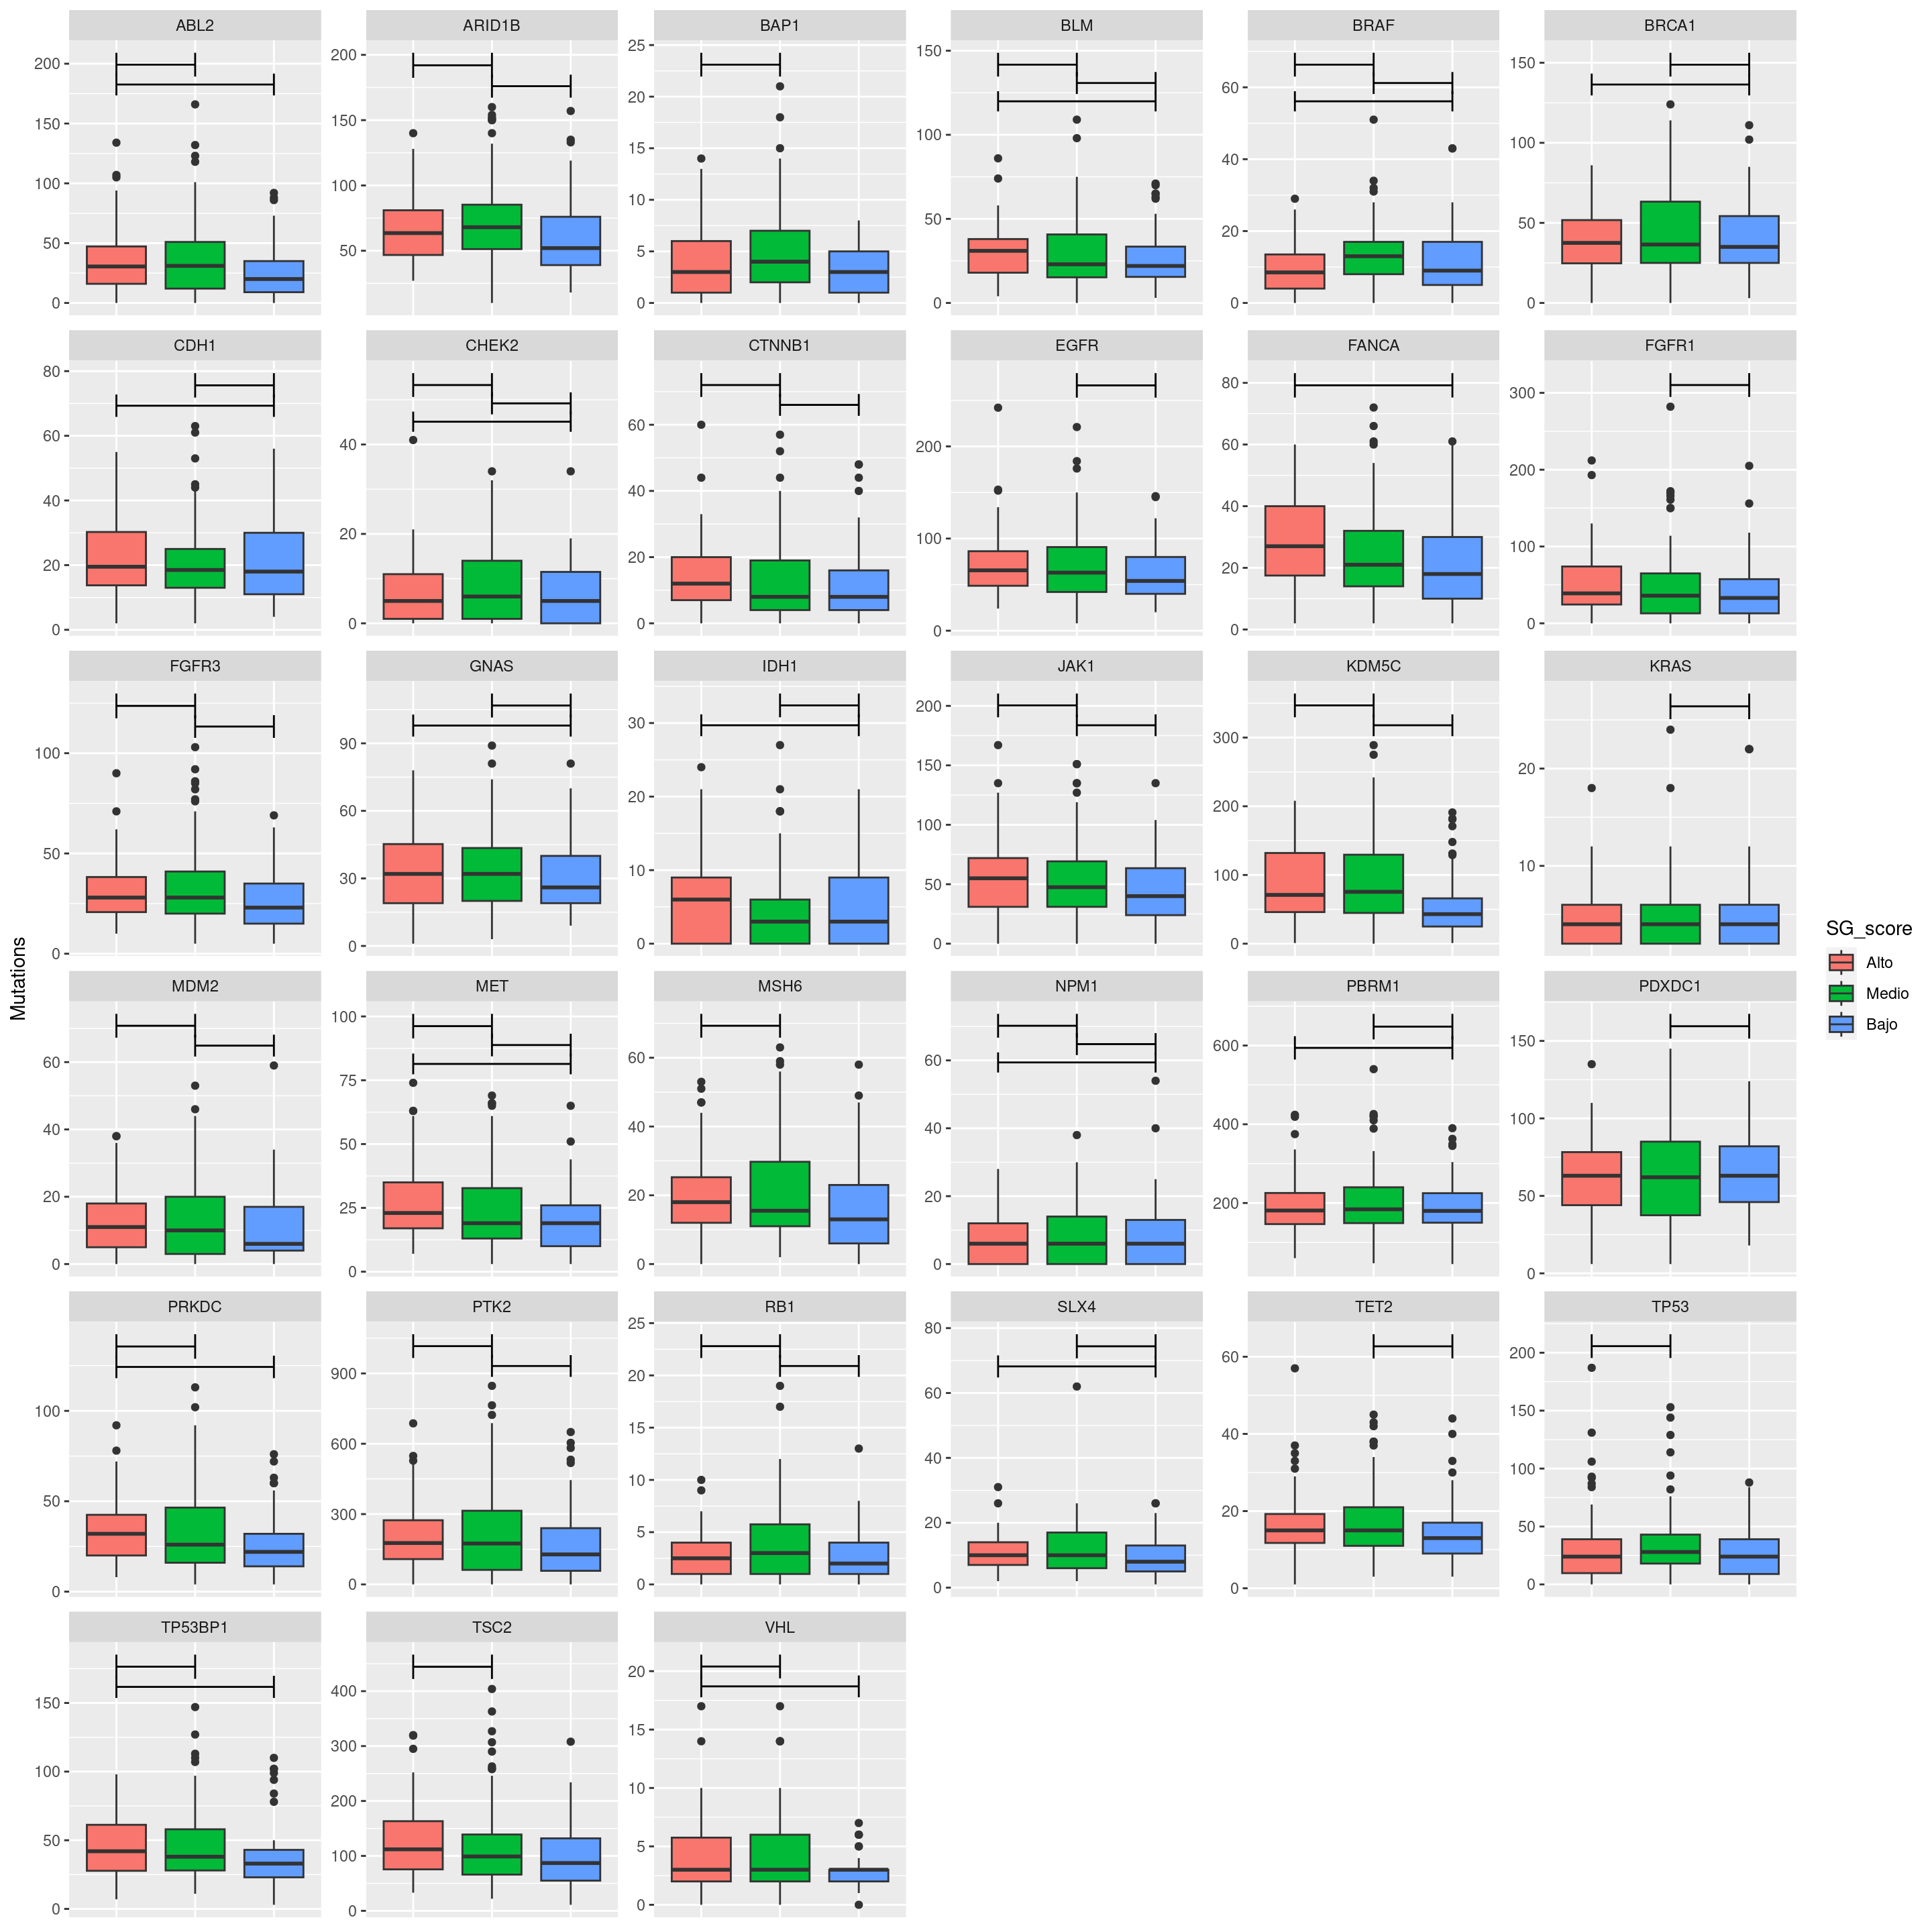 ABL2 ARID1B BAP1 BLM BRAF BRCA1
200 150 100 50 0
200 150 100 50
25 20 15 10 5 0
150 100 50 0
60 40 20 0
150 100 50 0
CDH1 CHEK2 CTNNB1 EGFR FANCA FGFR1
80 60 40 20 0
40 20 0
60 40 20 0
200 100 0
80 60 40 20 0
300 200 100 0
FGFR3 GNAS IDH1 JAK1 KDM5C KRAS
100 50 0
90 60 30 0
30 20 10 0
200 150 100 50 0
300 200 100 0
20 10
Mutations
SG_score
Alto
Medio
Bajo
MDM2 MET MSH6 NPM1 PBRM1 PDXDC1
60 40 20 0
100 75 50 25 0
60 40 20 0
60 40 20 0
600 400 200
150 100 50 0
PRKDC PTK2 RB1 SLX4 TET2 TP53
100 50 0
900 600 300 0
25 20 15 10 5 0
80 60 40 20 0
60 40 20 0
200 150 100 50 0
TP53BP1 TSC2 VHL
150 100 50 0
400 300 200 100 0
20 15 10 5 0